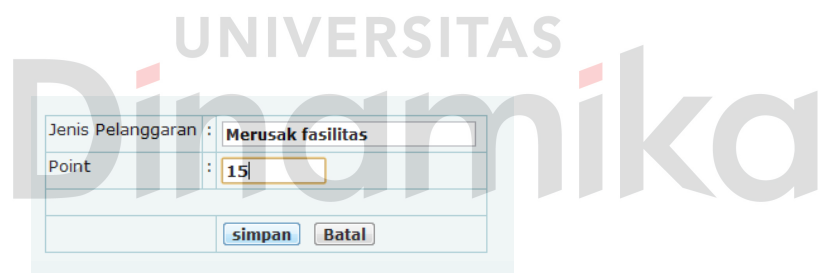 UNIVERSITAS
Dinamika
Jenis Pelanggaran : Merusak fasilitas
Point : 15
simpan Batal